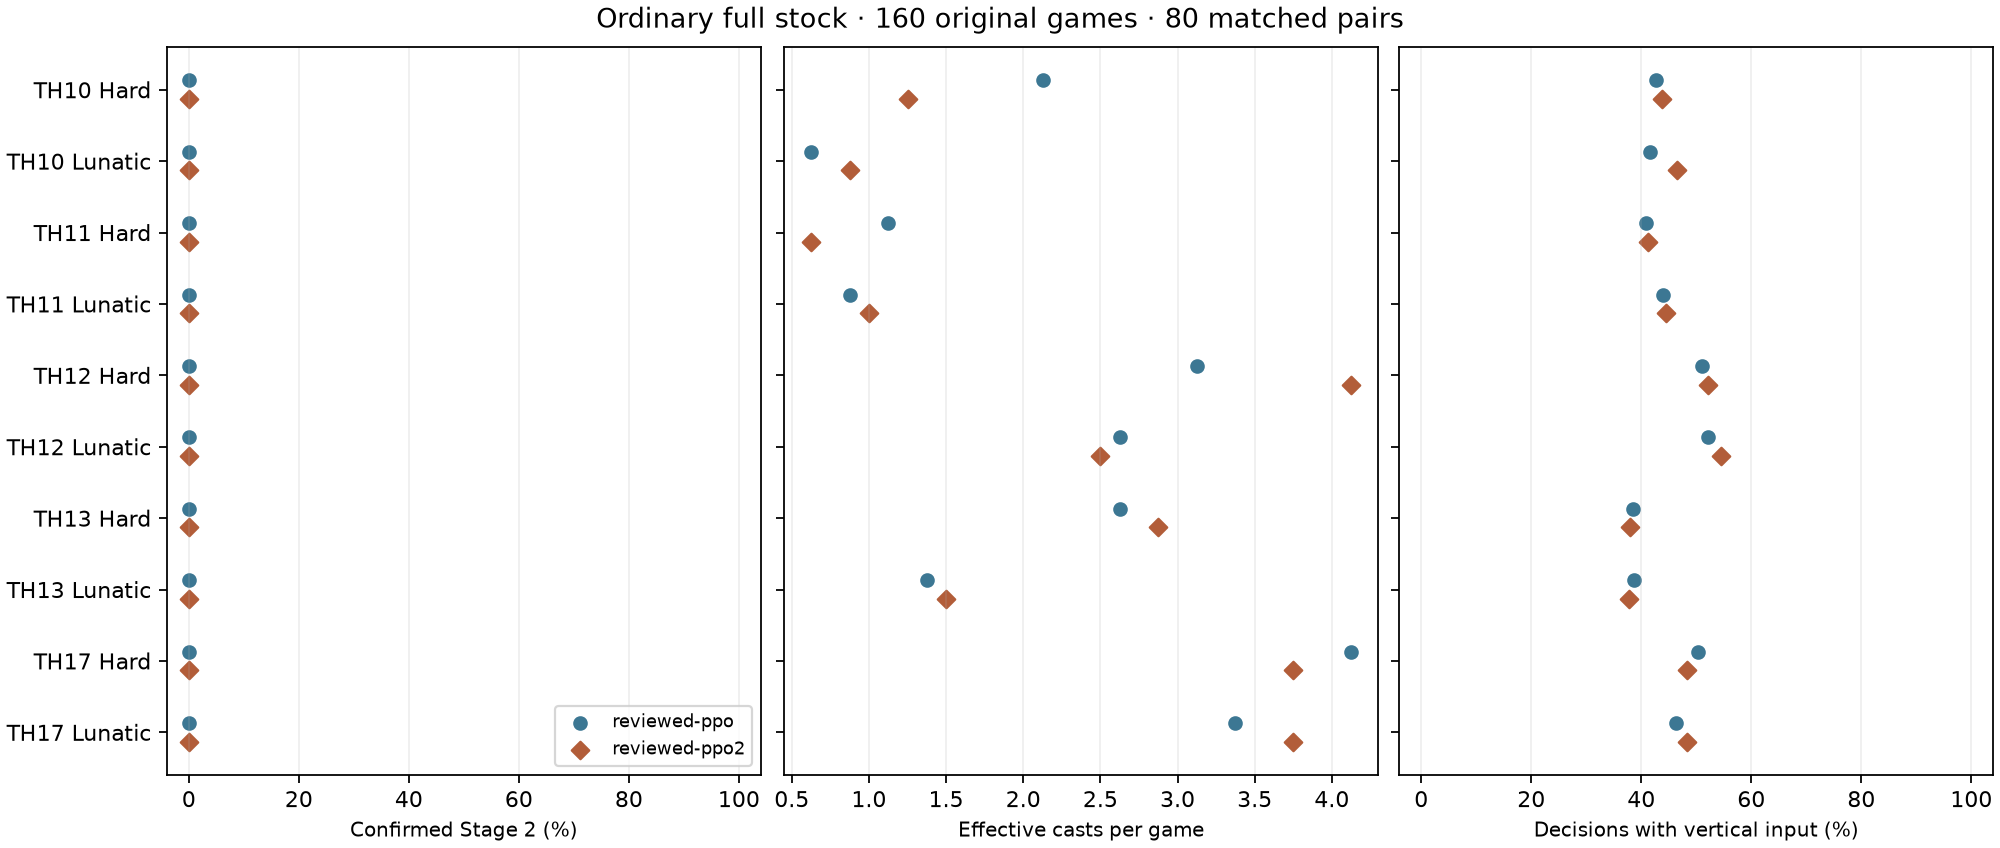 Ordinary full stock · 160 original games · 80 matched pairs
TH10 Hard
TH10 Lunatic
TH11 Hard
TH11 Lunatic
TH12 Hard
TH12 Lunatic
TH13 Hard
TH13 Lunatic
TH17 Hard
TH17 Lunatic
reviewed-ppo
reviewed-ppo2
0 20 40 60 80 100
Confirmed Stage 2 (%)
0.5 1.0 1.5 2.0 2.5 3.0 3.5 4.0
Effective casts per game
0 20 40 60 80 100
Decisions with vertical input (%)